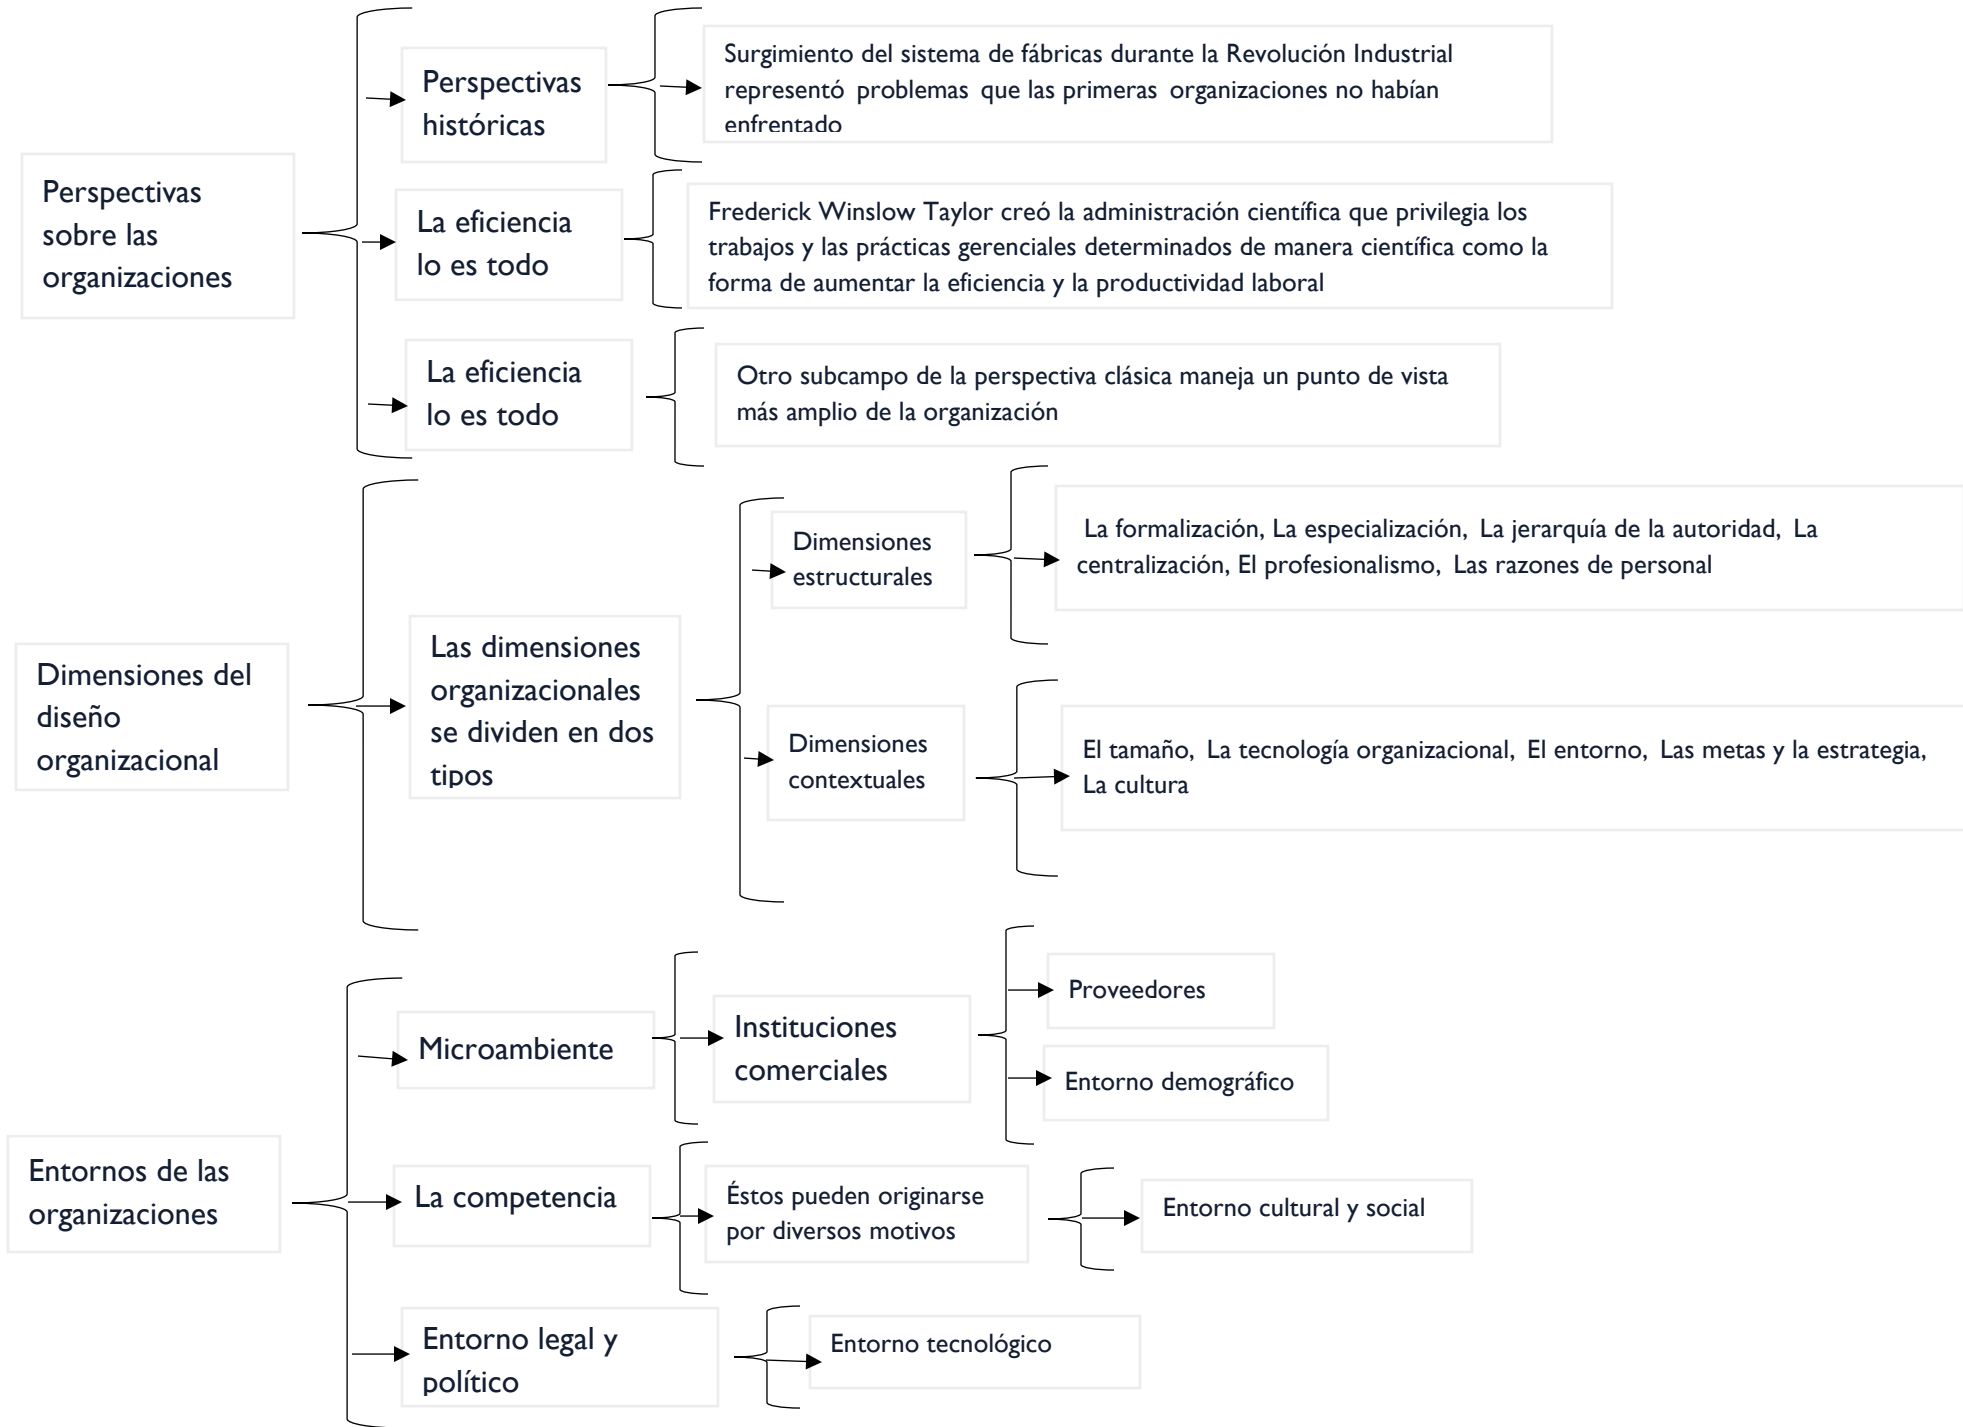 Perspectivas
sobre las
organizaciones
Perspectivas
históricas
Surgimiento del sistema de fábricas durante la Revolución Industrial
representó problemas que las primeras organizaciones no habían
enfrentado
La eficiencia
lo es todo
Frederick Winslow Taylor creó la administración científica que privilegia los
trabajos y las prácticas gerenciales determinados de manera científica como la
forma de aumentar la eficiencia y la productividad laboral
La eficiencia
lo es todo
Otro subcampo de la perspectiva clásica maneja un punto de vista
más amplio de la organización
Dimensiones del
diseño
organizacional
Las dimensiones
organizacionales
se dividen en dos
tipos
Dimensiones
estructurales
La formalización, La especialización, La jerarquía de la autoridad, La
centralización, El profesionalismo, Las razones de personal
Dimensiones
contextuales
El tamaño, La tecnología organizacional, El entorno, Las metas y la estrategia,
La cultura
Entornos de las
organizaciones
Microambiente
Instituciones
comerciales
Proveedores
Entorno demográfico
La competencia
Éstos pueden originarse
por diversos motivos
Entorno cultural y social
Entorno legal y
político
Entorno tecnológico